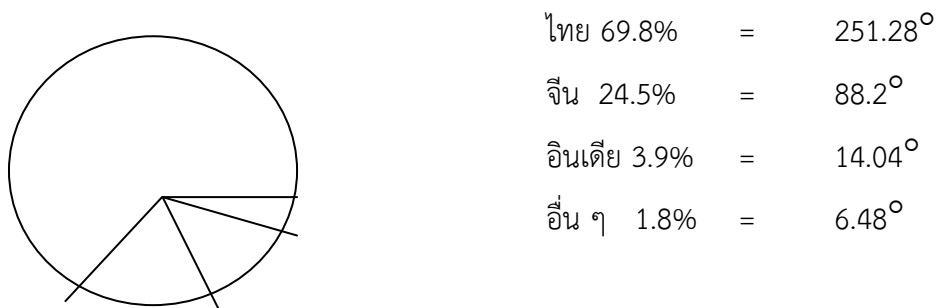 ไทย 69.8% = 251.28°
จีน 24.5% = 88.2°
อินเดีย 3.9% = 14.04°
อื่น ๆ 1.8% = 6.48°